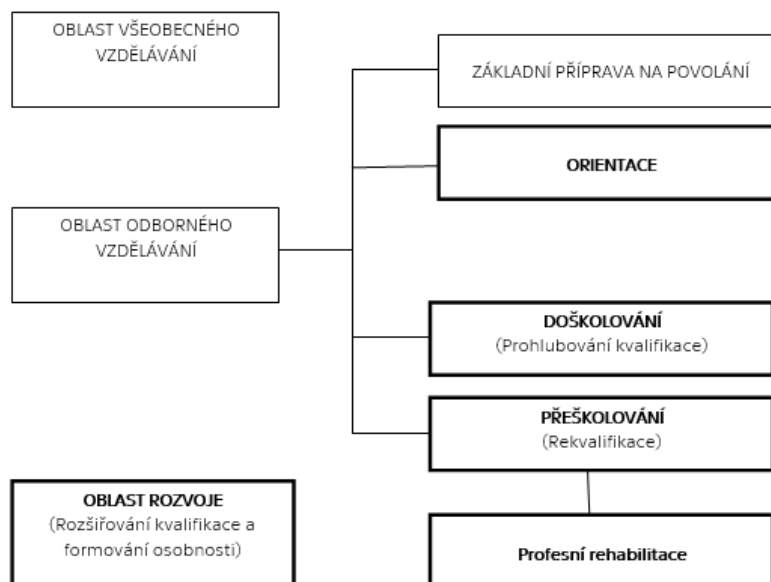 OBLAST VŠEOBECNÉHO
VZDĚLÁVÁNÍ
ZÁKLADNÍ PŘÍPRAVA NA POVOLÁNÍ
ORIENTACE
OBLAST ODBORNÉHO
VZDĚLÁVÁNÍ
DOŠKOLOVÁNÍ
(Prohlubování kvalifikace)
PŘEŠKOLOVÁNÍ
(Rekvalifikace)
OBLAST ROZVOJE
(Rozšiřování kvalifikace a
formování osobnosti)
Profesní rehabilitace